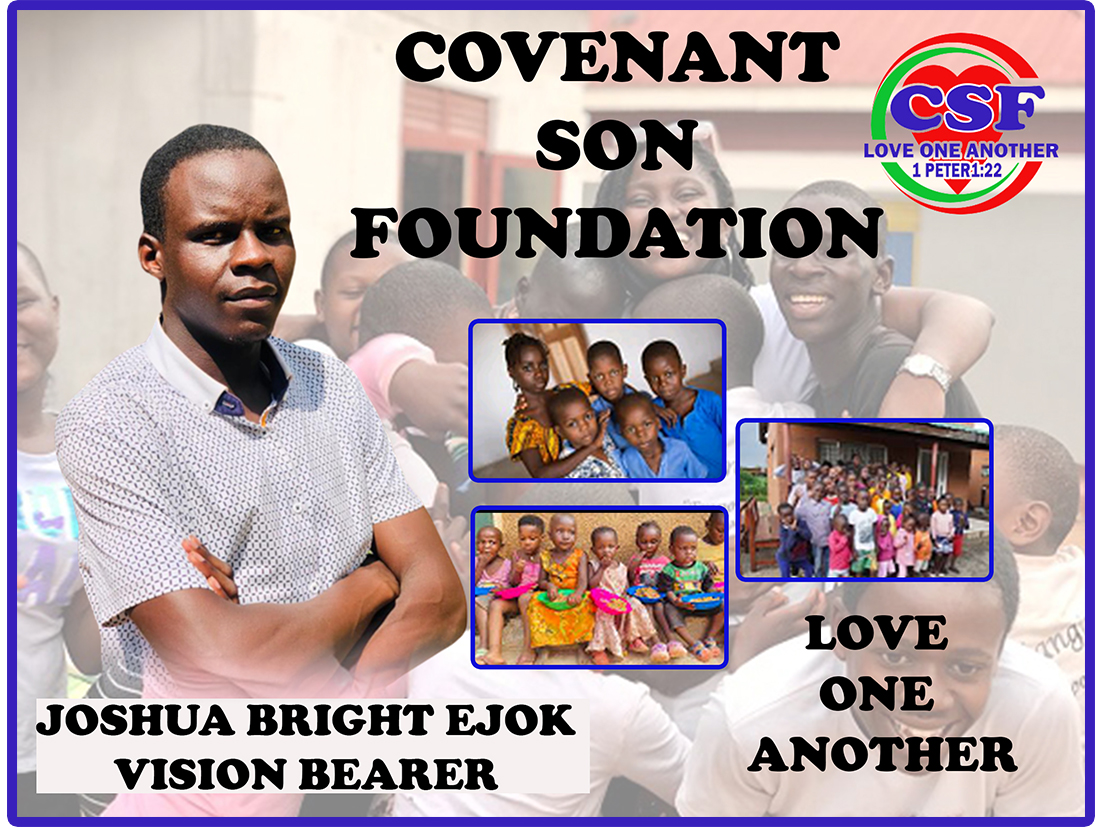 COVENANT
SON
FOUNDATION
CSF
LOVE ONE ANOTHER
1 PETER1:22
LOVE
ONE
ANOTHER
JOSHUA BRIGHT EJOK
VISION BEARER